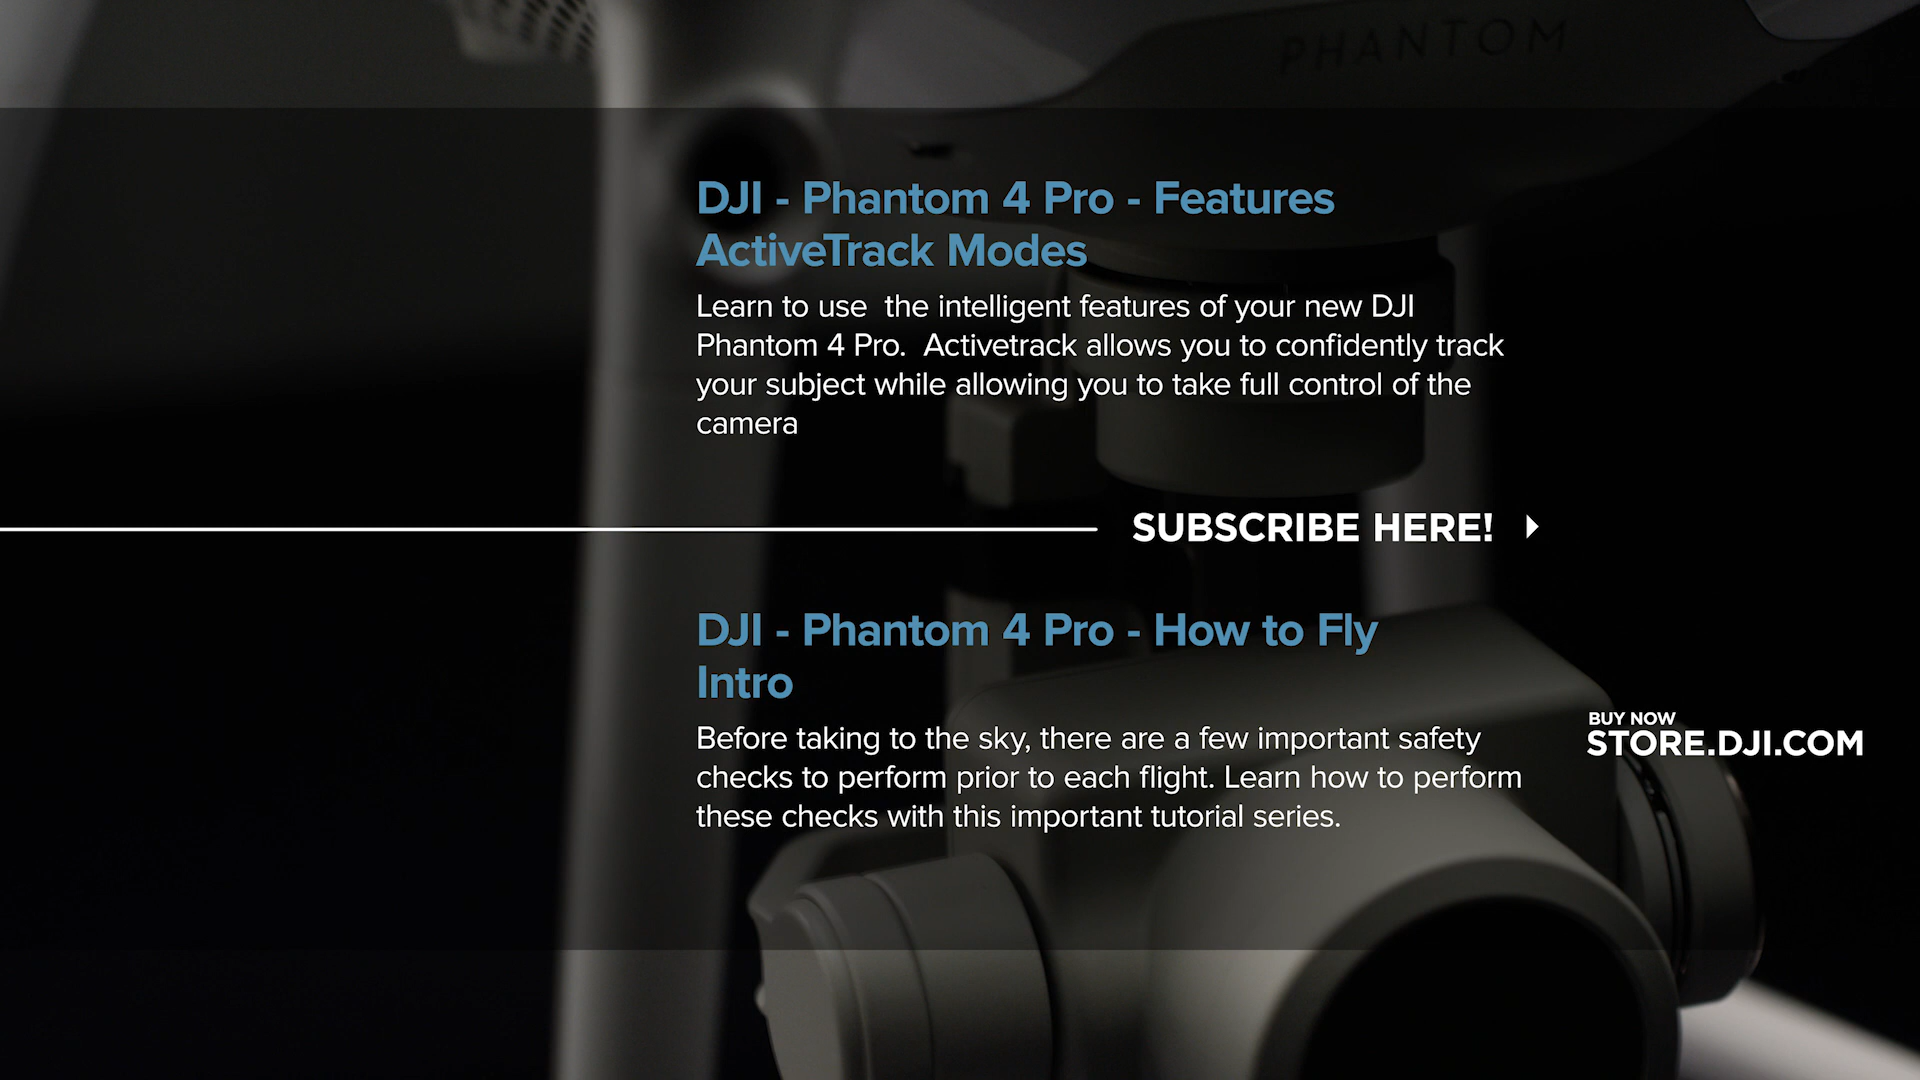 PHANTOM
DJI - Phantom 4 Pro - Features
ActiveTrack Modes
Learn to use  the intelligent features of your new DJI
Phantom 4 Pro.  Activetrack allows you to confidently track
your subject while allowing you to take full control of the
camera
SUBSCRIBE HERE!
DJI - Phantom 4 Pro - How to Fly
Intro
Before taking to the sky, there are a few important safety
checks to perform prior to each flight. Learn how to perform
these checks with this important tutorial series.
BUY NOW
STORE.DJI.COM